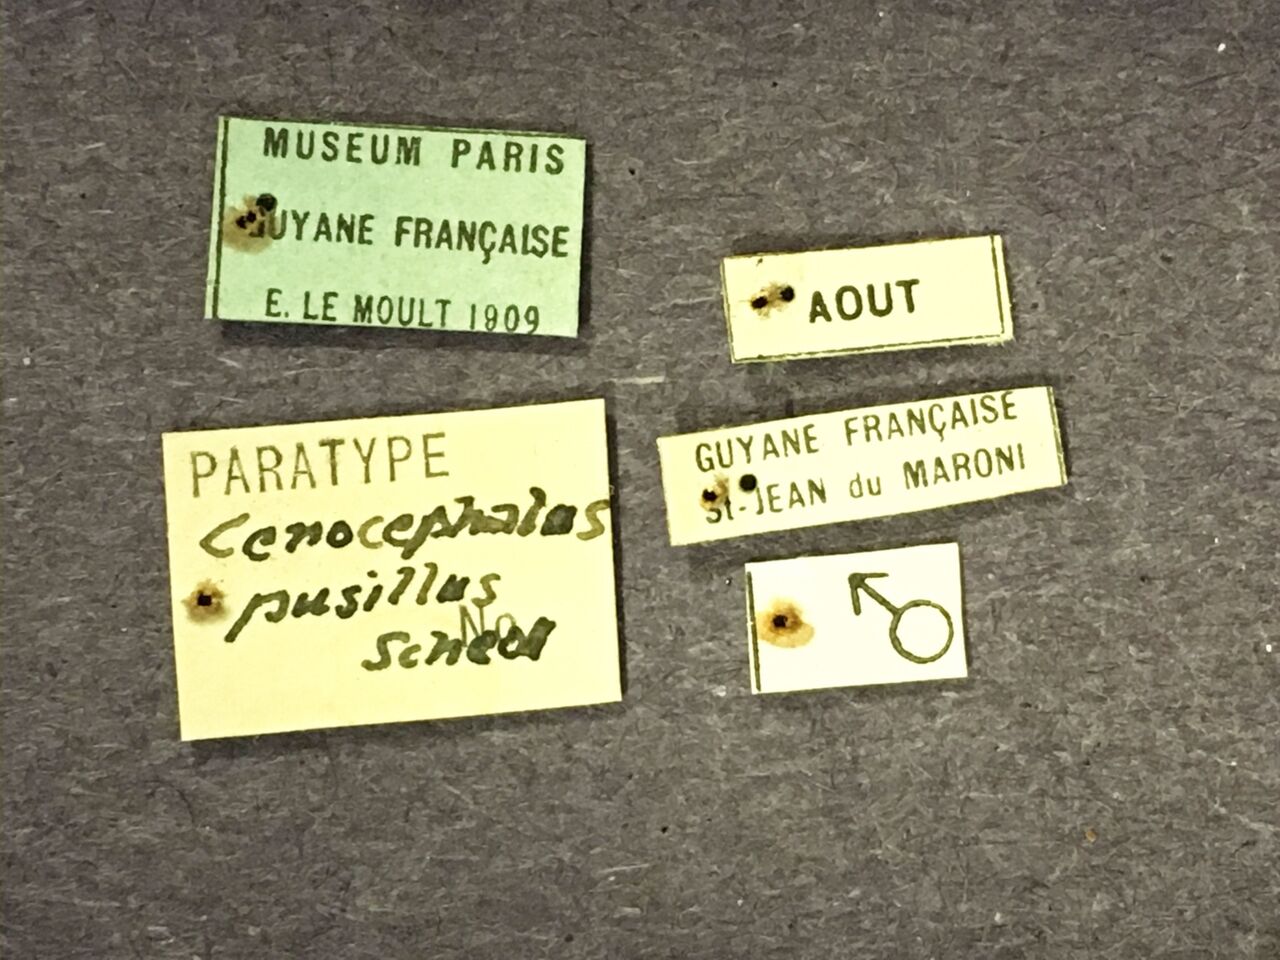 MUSEUM PARIS
GUYANE FRANÇAISE
E. LE MOULT 1909
AOUT
GUYANE FRANÇAISE
St-JEAN du MARONI
♂
PARATYPE
Cenocephalus
pusillus
No
Schedl